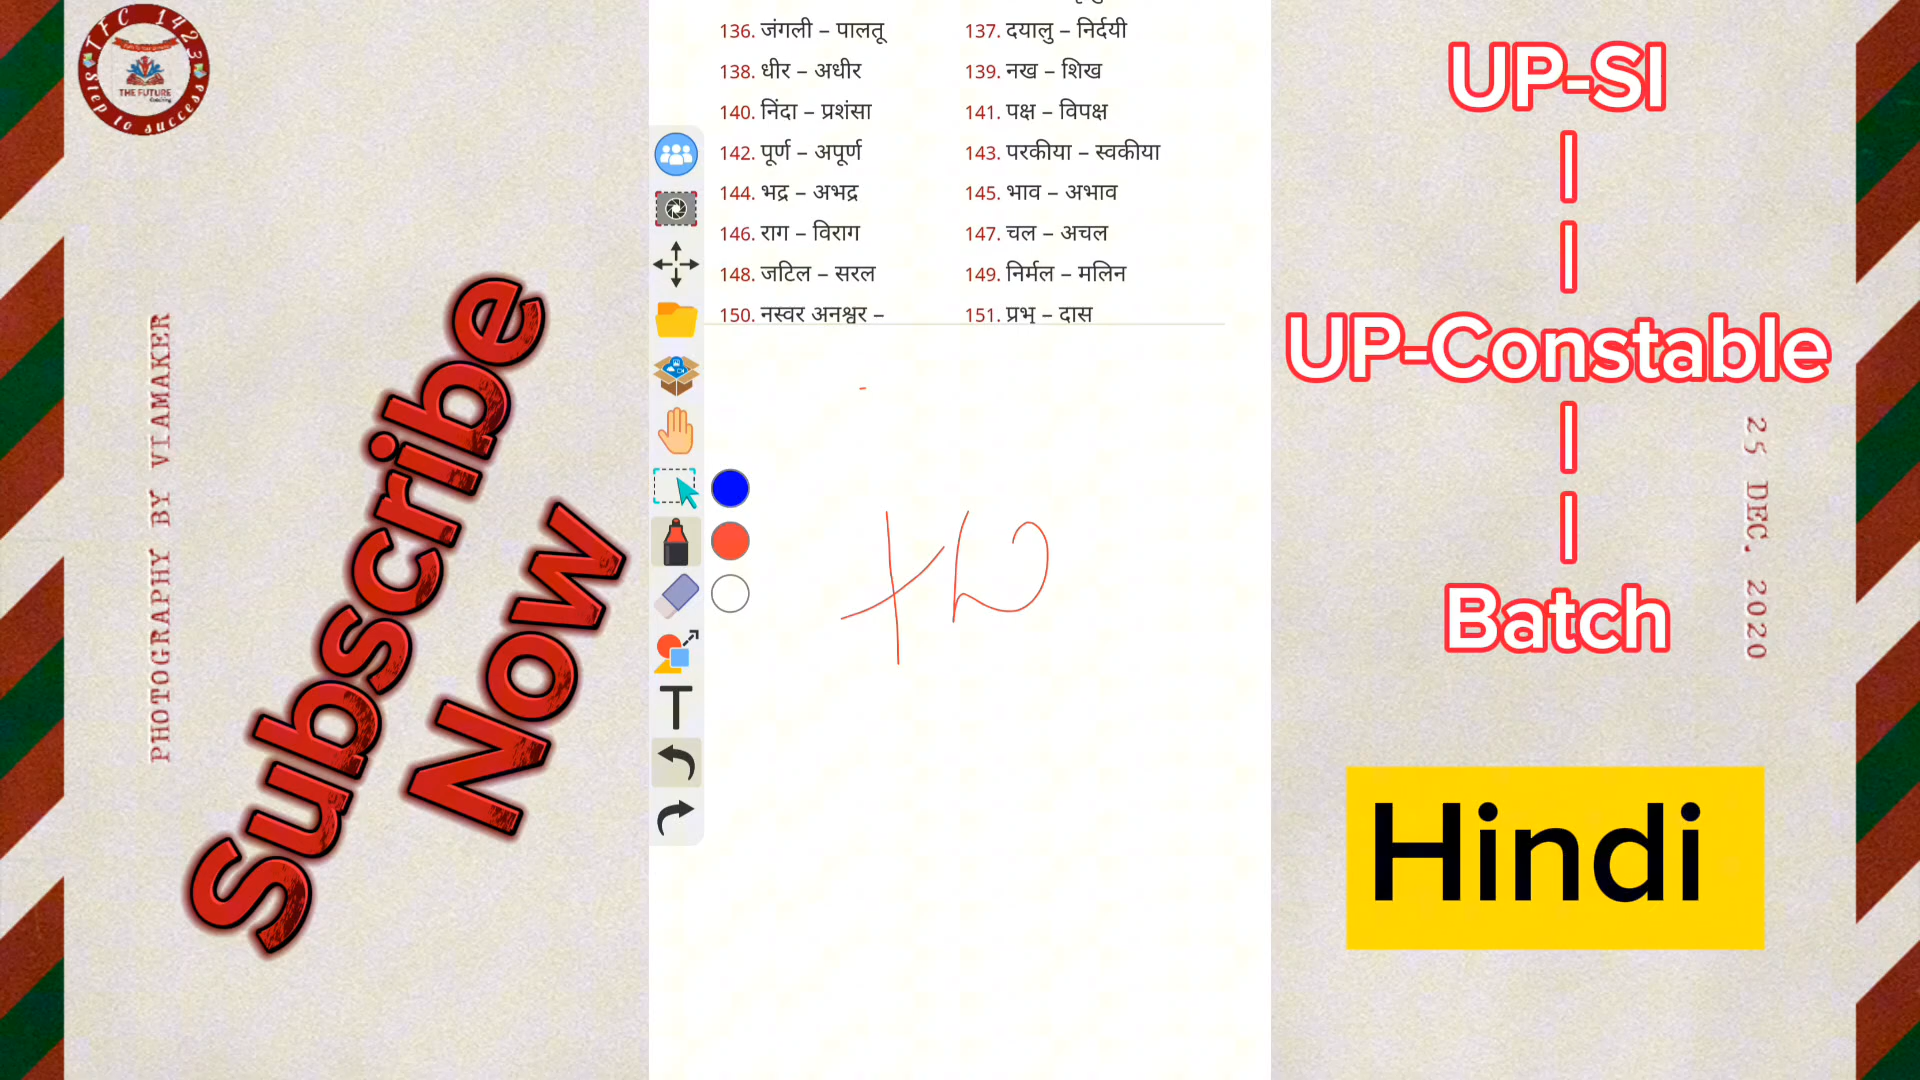 TFC 1423
THE FUTURE
Coaching
Step to success
PHOTOGRAPHY BY VIAMAKER
Subscribe
Now
136. जंगली – पालतू
137. दयालु – निर्दयी
138. धीर – अधीर
139. नख – शिख
140. निंदा – प्रशंसा
141. पक्ष – विपक्ष
142. पूर्ण – अपूर्ण
143. परकीया – स्वकीया
144. भद्र – अभद्र
145. भाव – अभाव
146. राग – विराग
147. चल – अचल
148. जटिल – सरल
149. निर्मल – मलिन
150. नस्वर अनश्वर –
151. प्रभु – दास
T
UP-SI
UP-Constable
Batch
25 DEC. 2020
Hindi